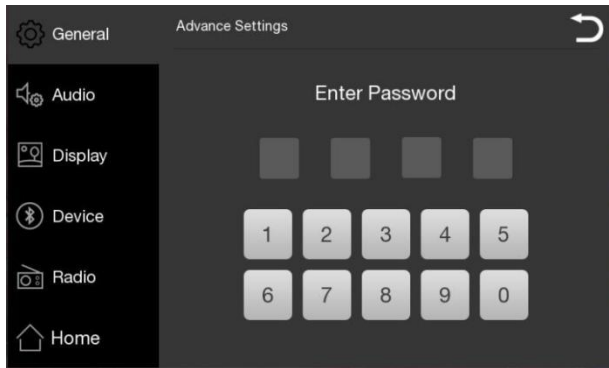 General
Audio
Display
Device
Radio
Home
Advance Settings
Enter Password
1 2 3 4 5
6 7 8 9 0